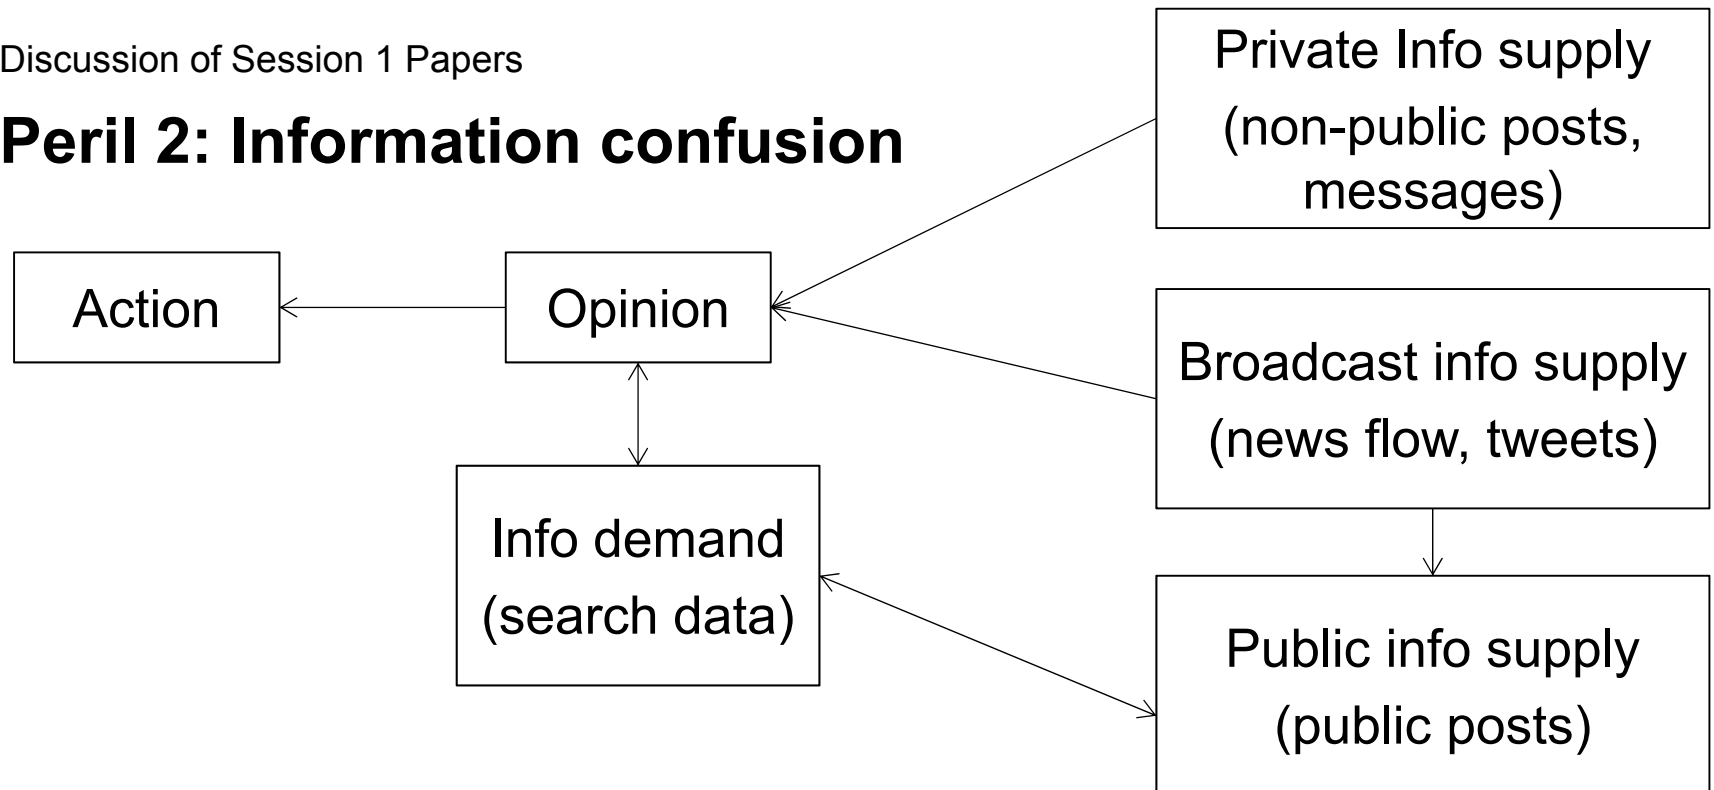 Discussion of Session 1 Papers
Peril 2: Information confusion
Private Info supply
(non-public posts,
messages)
Action
Opinion
Broadcast info supply
(news flow, tweets)
Info demand
(search data)
Public info supply
(public posts)